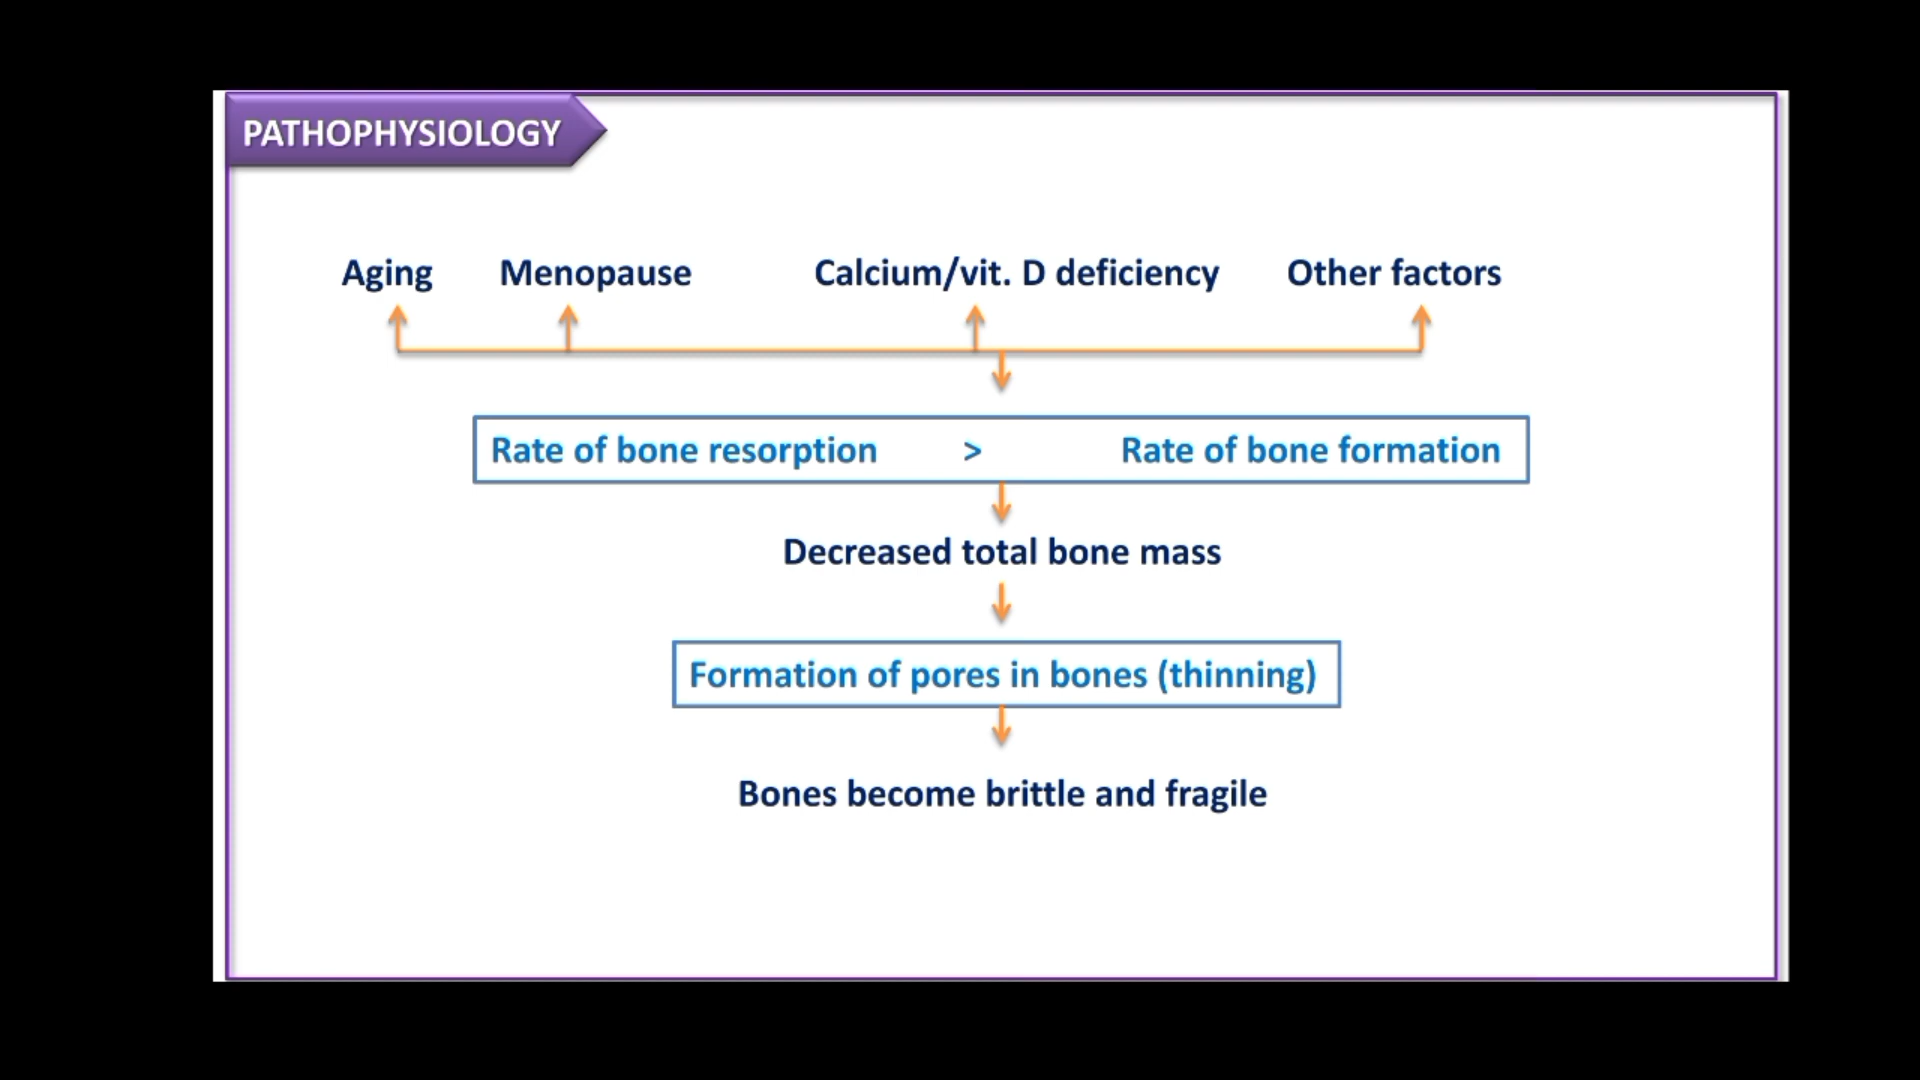 PATHOPHYSIOLOGY
Aging Menopause Calcium/vit. D deficiency Other factors
Rate of bone resorption > Rate of bone formation
Decreased total bone mass
Formation of pores in bones (thinning)
Bones become brittle and fragile